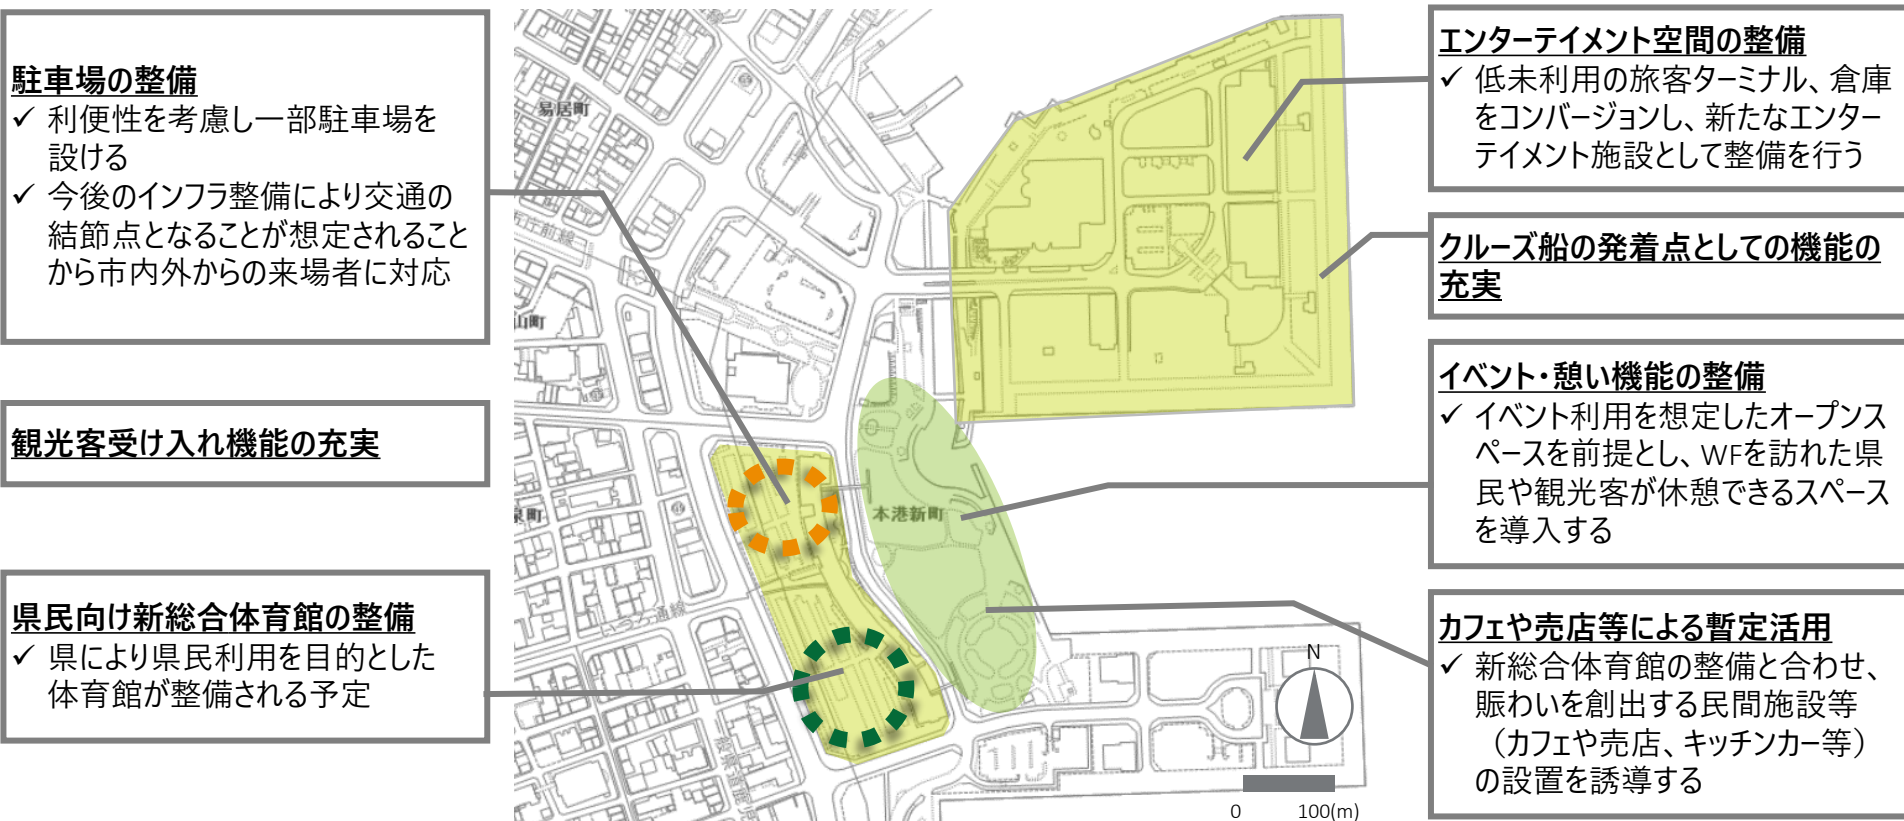 駐車場の整備
✓ 利便性を考慮し一部駐車場を
設ける
✓ 今後のインフラ整備により交通の
結節点となることが想定されること
から市内外からの来場者に対応
観光客受け入れ機能の充実
県民向け新総合体育館の整備
✓ 県により県民利用を目的とした
体育館が整備される予定
易居町
庁前線
山町
泉町
通線
本港新町
N
0 100(m)
エンターテイメント空間の整備
✓ 低未利用の旅客ターミナル、倉庫
をコンバージョンし、新たなエンター
テイメント施設として整備を行う
クルーズ船の発着点としての機能の
充実
イベント・憩い機能の整備
✓ イベント利用を想定したオープンス
ペースを前提とし、WFを訪れた県
民や観光客が休憩できるスペース
を導入する
カフェや売店等による暫定活用
✓ 新総合体育館の整備と合わせ、
賑わいを創出する民間施設等
（カフェや売店、キッチンカー等）
の設置を誘導する